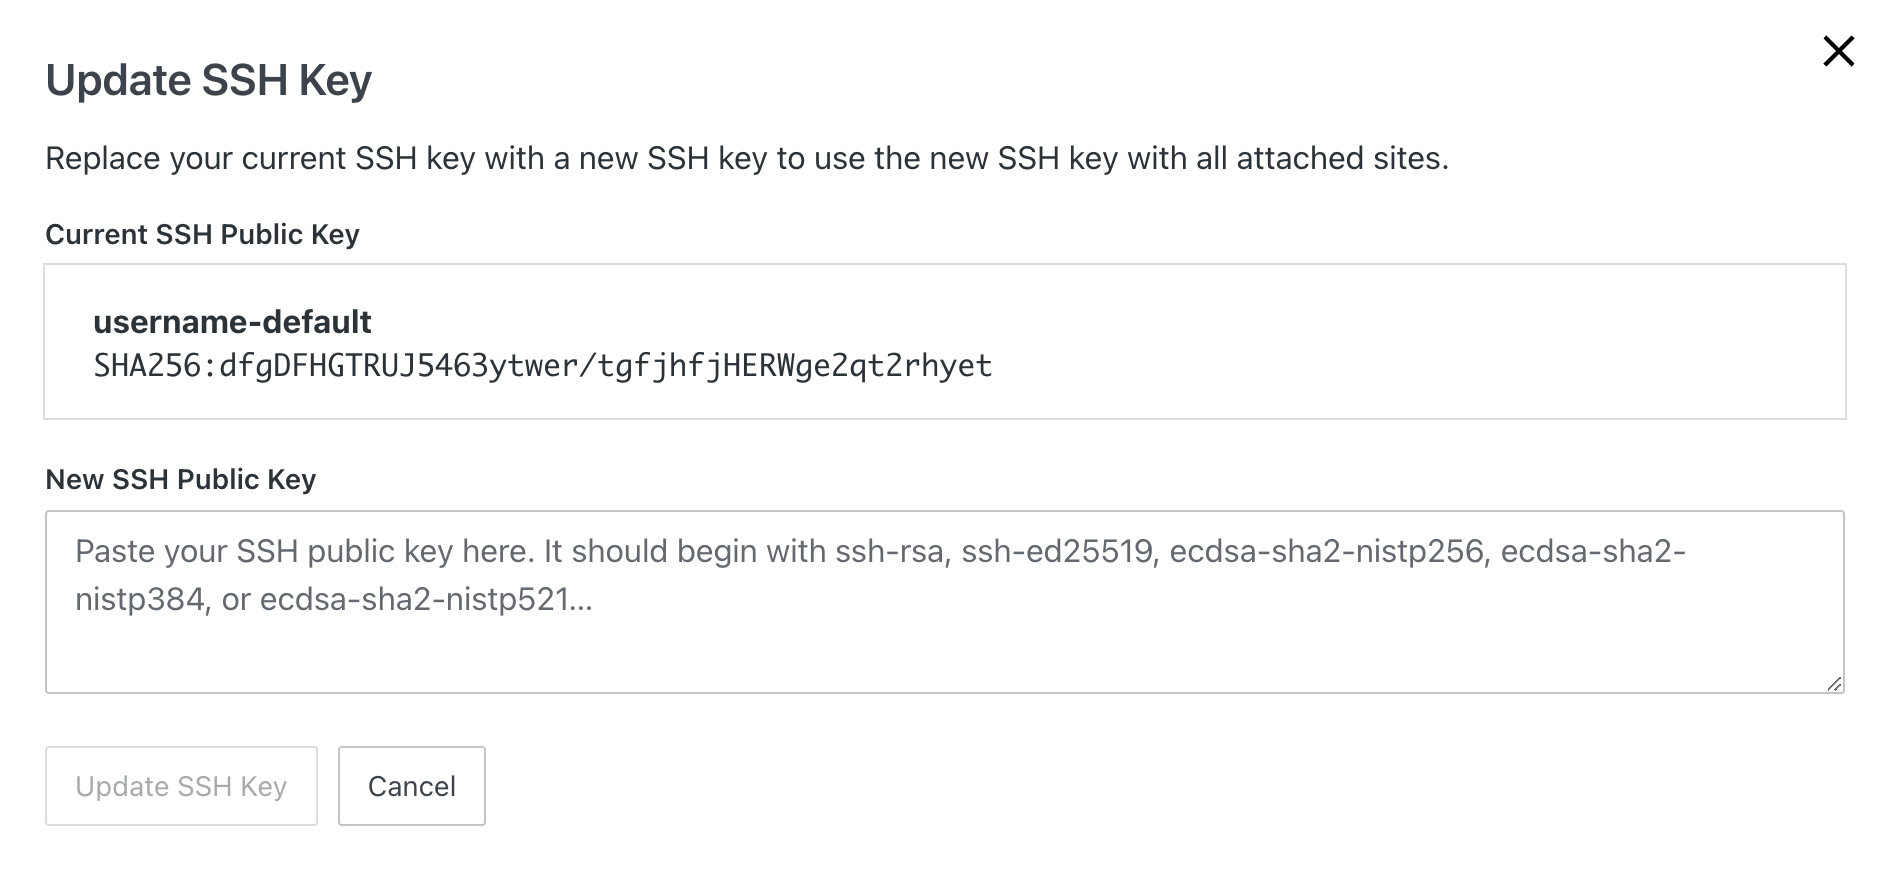 Update SSH Key
Replace your current SSH key with a new SSH key to use the new SSH key with all attached sites.
Current SSH Public Key
username-default
SHA256:dfgDFHGTRUJ5463ytwer/tgfjhfjHERWge2qt2rhyet
New SSH Public Key
Paste your SSH public key here. It should begin with ssh-rsa, ssh-ed25519, ecdsa-sha2-nistp256, ecdsa-sha2-
nistp384, or ecdsa-sha2-nistp521...
Update SSH Key
Cancel